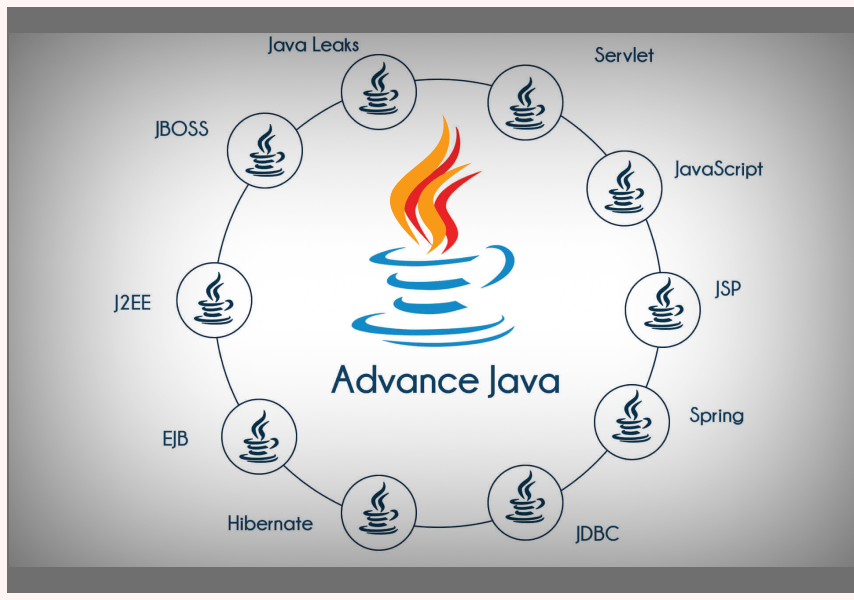 Java Leaks
Servlet
JBOSS
JavaScript
J2EE
JSP
Advance Java
Spring
EJB
Hibernate
JDBC